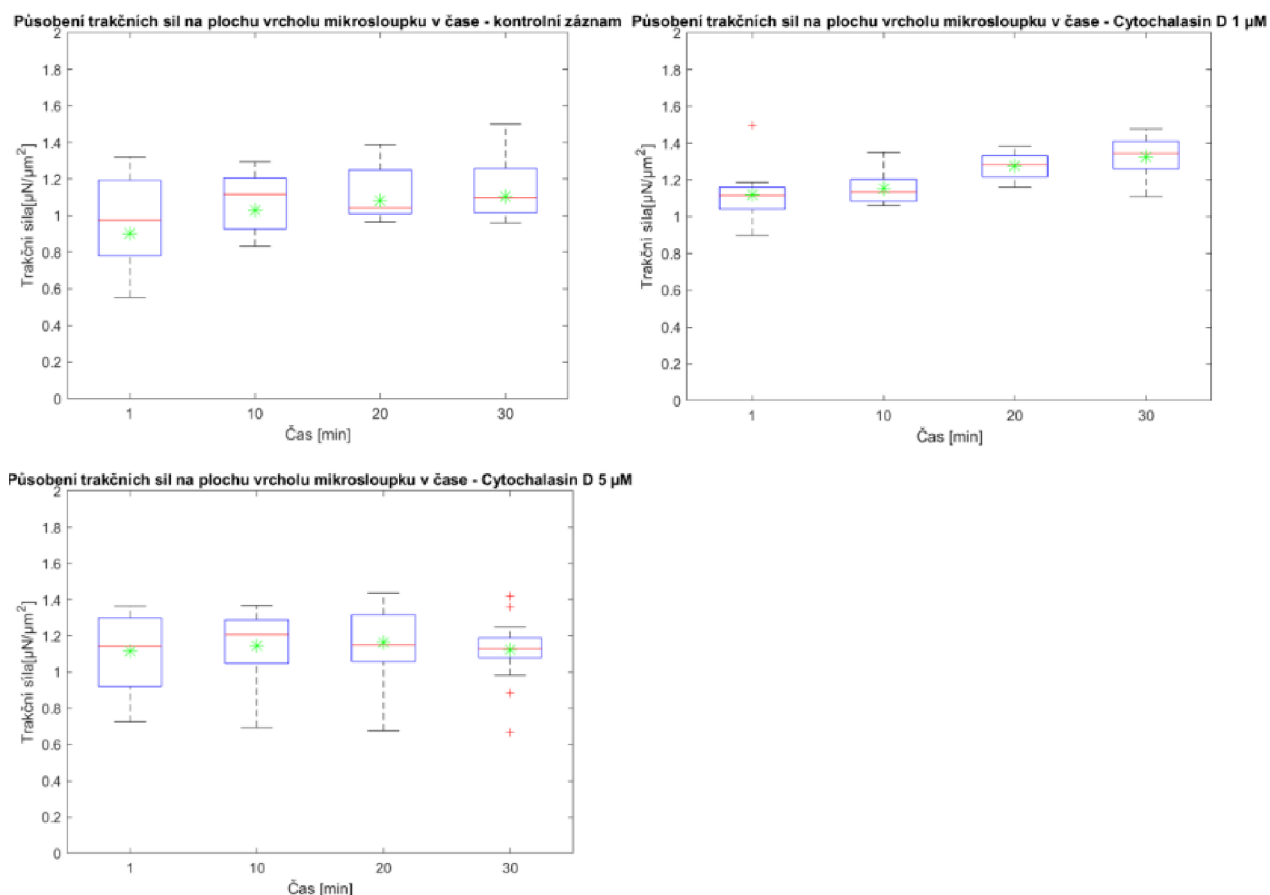 Působení trakčních sil na plochu vrcholu mikrosloupku v čase - kontrolní záznam
2
1.8
1.6
1.4
1.2
1
0.8
0.6
0.4
0.2
0
Trakční síla[µN/µm²]
1 10 20 30
Čas [min]
Působení trakčních sil na plochu vrcholu mikrosloupku v čase - Cytochalasin D 1 µM
2
1.8
1.6
1.4
1.2
1
0.8
0.6
0.4
0.2
0
Trakční síla[µN/µm²]
1 10 20 30
Čas [min]
Působení trakčních sil na plochu vrcholu mikrosloupku v čase - Cytochalasin D 5 µM
2
1.8
1.6
1.4
1.2
1
0.8
0.6
0.4
0.2
0
Trakční síla[µN/µm²]
1 10 20 30
Čas [min]